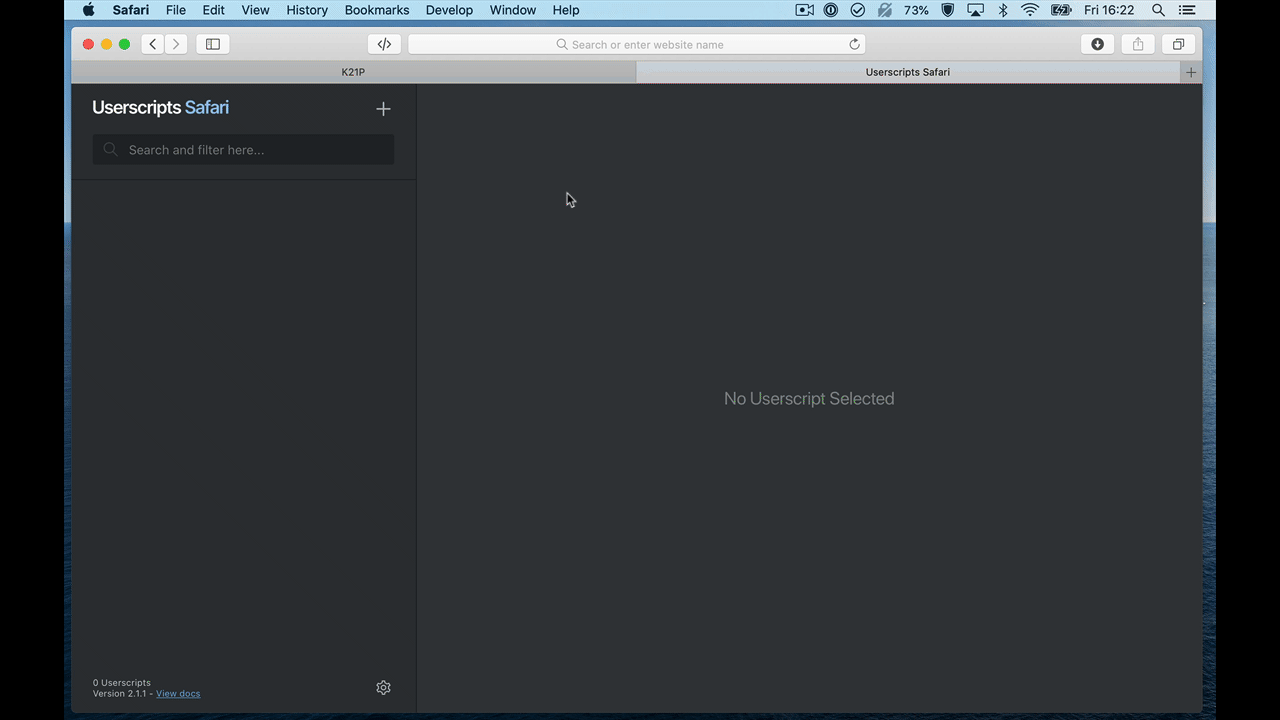 Safari File Edit View History Bookmarks Develop Window Help 73% Fri 16:22
Search or enter website name
K21P Userscripts Safari
Userscripts Safari
Search and filter here...
No Userscript Selected
0 Userscripts
Version 2.1.1 - View docs